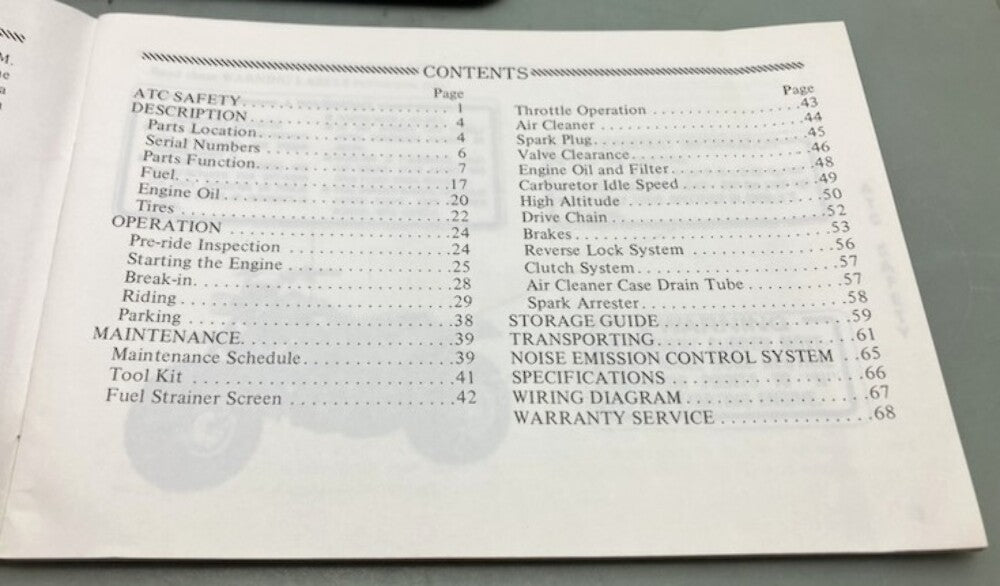 CONTENTS
Page
ATC SAFETY. . . . . . . . . . . . . . . . . . . . . 1
DESCRIPTION . . . . . . . . . . . . . . . . . . . . 4
Parts Location. . . . . . . . . . . . . . . . . . . 4
Serial Numbers . . . . . . . . . . . . . . . . . . 6
Parts Function. . . . . . . . . . . . . . . . . . . 7
Fuel. . . . . . . . . . . . . . . . . . . . . . . .17
Engine Oil . . . . . . . . . . . . . . . . . . . . 20
Tires . . . . . . . . . . . . . . . . . . . . . . . 22
OPERATION . . . . . . . . . . . . . . . . . . . . 24
Pre-ride Inspection . . . . . . . . . . . . . . . 24
Starting the Engine . . . . . . . . . . . . . . . 25
Break-in. . . . . . . . . . . . . . . . . . . . . . 28
Riding . . . . . . . . . . . . . . . . . . . . . . .29
Parking . . . . . . . . . . . . . . . . . . . . . . 38
MAINTENANCE. . . . . . . . . . . . . . . . . . .39
Maintenance Schedule. . . . . . . . . . . . . .39
Tool Kit . . . . . . . . . . . . . . . . . . . . . .41
Fuel Strainer Screen . . . . . . . . . . . . . . .42
Page
Throttle Operation . . . . . . . . . . . . . . .43
Air Cleaner . . . . . . . . . . . . . . . . . . . .44
Spark Plug. . . . . . . . . . . . . . . . . . . . .45
Valve Clearance. . . . . . . . . . . . . . . . . .46
Engine Oil and Filter. . . . . . . . . . . . . . .48
Carburetor Idle Speed . . . . . . . . . . . . . .49
High Altitude . . . . . . . . . . . . . . . . . . .50
Drive Chain . . . . . . . . . . . . . . . . . . . .52
Brakes. . . . . . . . . . . . . . . . . . . . . . . .53
Reverse Lock System . . . . . . . . . . . . . .56
Clutch System. . . . . . . . . . . . . . . . . . .57
Air Cleaner Case Drain Tube . . . . . . . . . .57
Spark Arrester. . . . . . . . . . . . . . . . . . .58
STORAGE GUIDE . . . . . . . . . . . . . . . . .59
TRANSPORTING. . . . . . . . . . . . . . . . . .61
NOISE EMISSION CONTROL SYSTEM . .65
SPECIFICATIONS . . . . . . . . . . . . . . . . .66
WIRING DIAGRAM . . . . . . . . . . . . . . . .67
WARRANTY SERVICE . . . . . . . . . . . . . .68